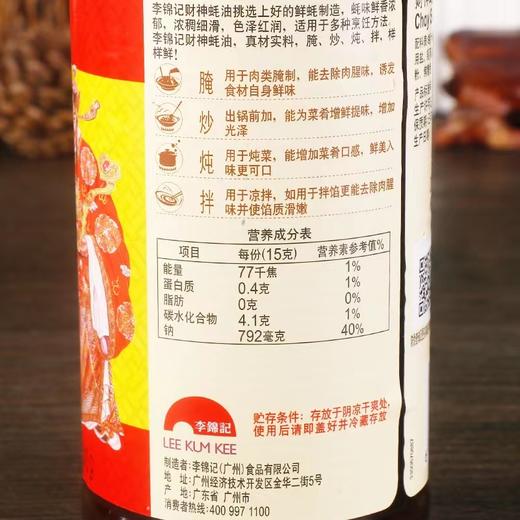 李锦记财神蚝油挑选上好的鲜蚝制造，蚝味鲜香浓
郁、浓稠细滑，色泽红润，适用于多种烹饪方法。
李锦记财神蚝油，真材实料，腌、炒、炖、拌，样
样鲜！
腌 用于肉类腌制，能去除肉腥味，诱发
食材自身鲜味
炒 出锅前加，能为菜肴增鲜提味，增加
光泽
炖 用于炖菜，能增加菜肴口感，鲜美入
味更可口
拌 用于凉拌，如用于拌馅更能去除肉腥
味并使馅质滑嫩
营养成分表
项目 每份(15克) 营养素参考值%
能量 77千焦 1%
蛋白质 0.4克 1%
脂肪 0克 0%
碳水化合物 4.1克 1%
钠 792毫克 40%
李錦記
LEE KUM KEE
贮存条件：存放于阴凉干爽处，
使用后请即盖好并冷藏存放
制造者：李锦记(广州)食品有限公司
地 址：广州经济技术开发区金华二街5号
产 地：广东省 广州市
消费者服务热线：400 997 1100